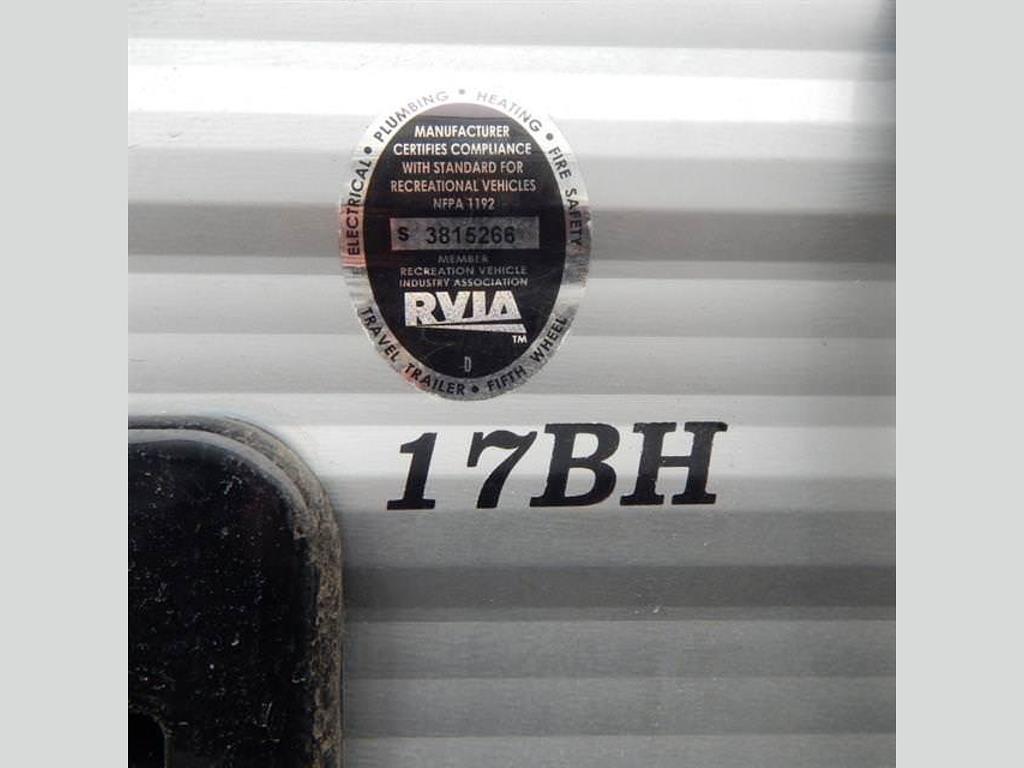 ELECTRICAL • PLUMBING • HEATING • FIRE SAFETY
MANUFACTURER
CERTIFIES COMPLIANCE
WITH STANDARD FOR
RECREATIONAL VEHICLES
NFPA 1192
S 3815266
MEMBER
RECREATION VEHICLE
INDUSTRY ASSOCIATION
RVIA
TM
D
TRAVEL TRAILER • FIFTH WHEEL
17BH